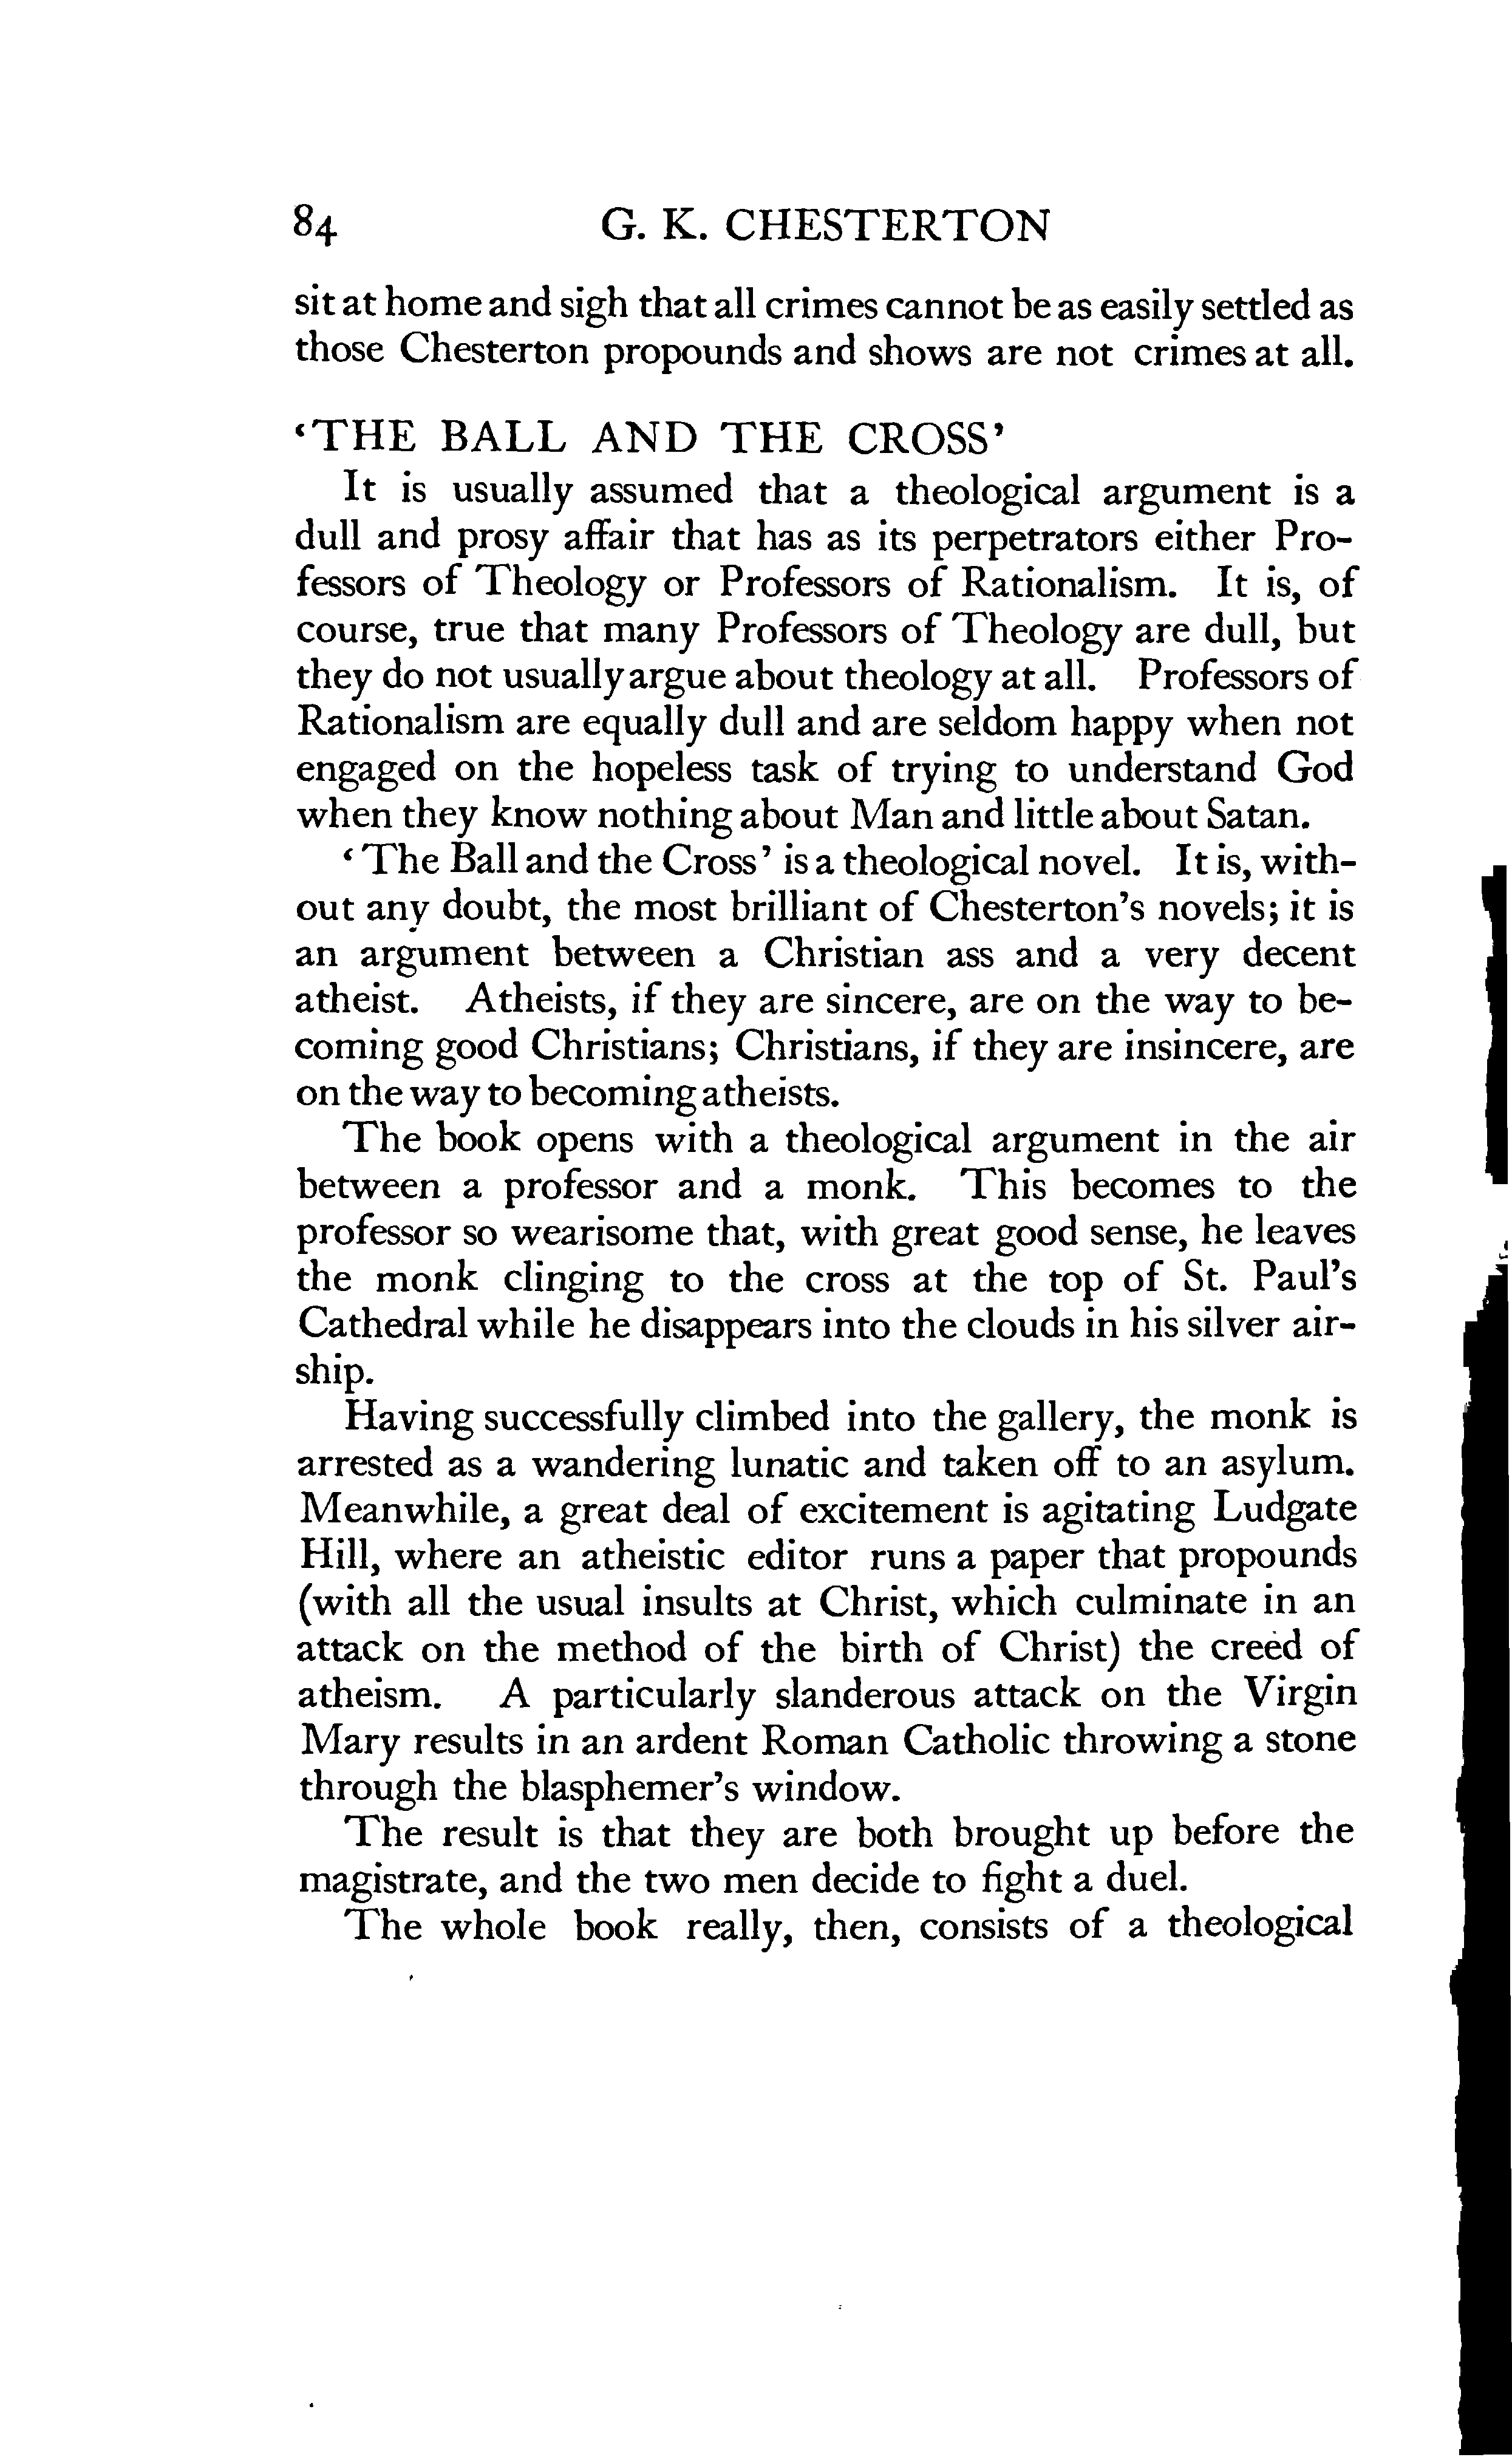 84 G. K. CHESTERTON
sit at home and sigh that all crimes cannot be as easily settled as
those Chesterton propounds and shows are not crimes at all.
‘THE BALL AND THE CROSS’
It is usually assumed that a theological argument is a
dull and prosy affair that has as its perpetrators either Pro-
fessors of Theology or Professors of Rationalism. It is, of
course, true that many Professors of Theology are dull, but
they do not usually argue about theology at all. Professors of
Rationalism are equally dull and are seldom happy when not
engaged on the hopeless task of trying to understand God
when they know nothing about Man and little about Satan.
‘The Ball and the Cross’ is a theological novel. It is, with-
out any doubt, the most brilliant of Chesterton’s novels; it is
an argument between a Christian ass and a very decent
atheist. Atheists, if they are sincere, are on the way to be-
coming good Christians; Christians, if they are insincere, are
on the way to becoming atheists.
The book opens with a theological argument in the air
between a professor and a monk. This becomes to the
professor so wearisome that, with great good sense, he leaves
the monk clinging to the cross at the top of St. Paul’s
Cathedral while he disappears into the clouds in his silver air-
ship.
Having successfully climbed into the gallery, the monk is
arrested as a wandering lunatic and taken off to an asylum.
Meanwhile, a great deal of excitement is agitating Ludgate
Hill, where an atheistic editor runs a paper that propounds
(with all the usual insults at Christ, which culminate in an
attack on the method of the birth of Christ) the creed of
atheism. A particularly slanderous attack on the Virgin
Mary results in an ardent Roman Catholic throwing a stone
through the blasphemer’s window.
The result is that they are both brought up before the
magistrate, and the two men decide to fight a duel.
The whole book really, then, consists of a theological